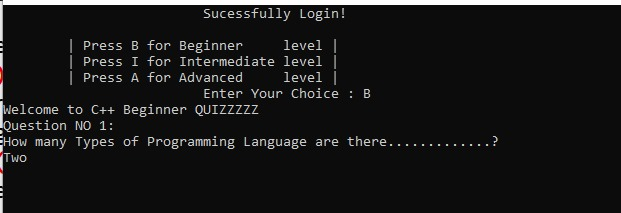 Sucessfully Login!
| Press B for Beginner     level |
| Press I for Intermediate level |
| Press A for Advanced     level |
Enter Your Choice : B
Welcome to C++ Beginner QUIZZZZZ
Question NO 1:
How many Types of Programming Language are there.............?
Two